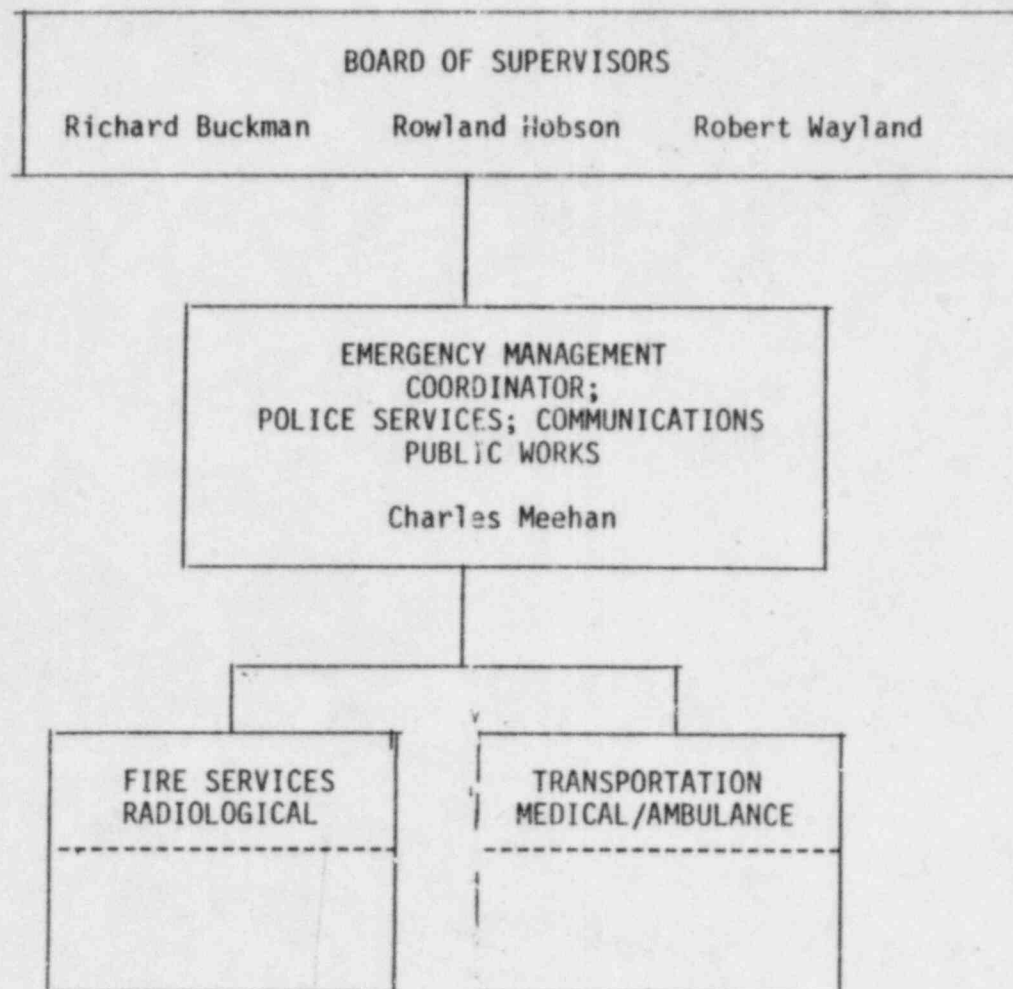 BOARD OF SUPERVISORS
Richard Buckman Rowland Hobson Robert Wayland
EMERGENCY MANAGEMENT
COORDINATOR;
POLICE SERVICES; COMMUNICATIONS
PUBLIC WORKS
Charles Meehan
FIRE SERVICES
RADIOLOGICAL
TRANSPORTATION
MEDICAL/AMBULANCE